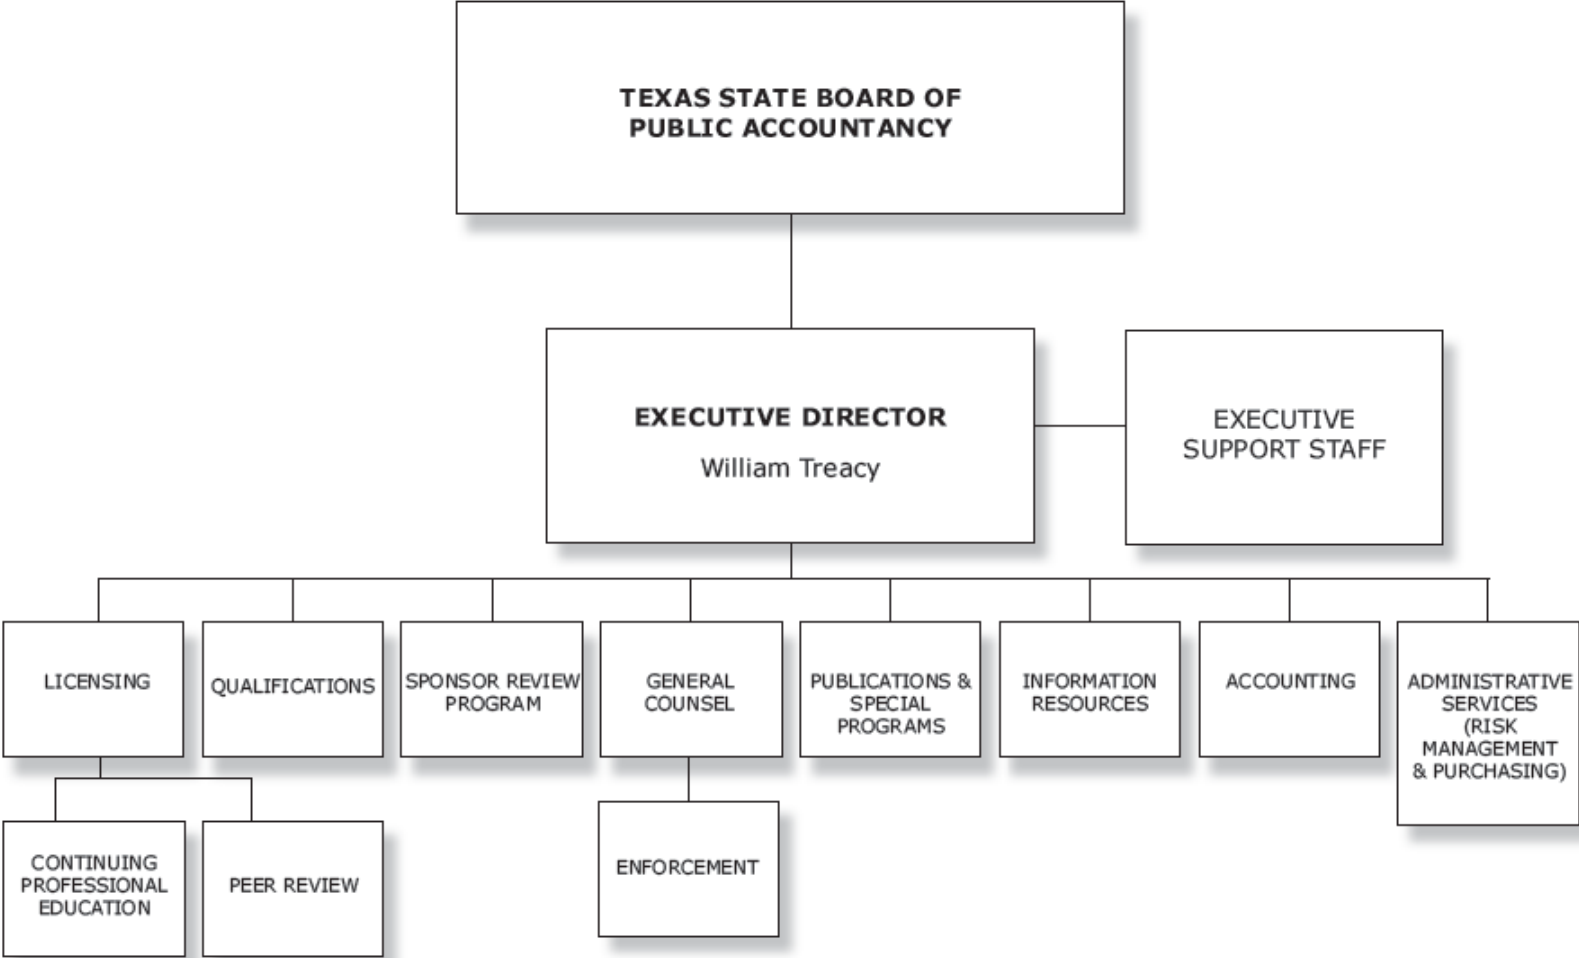 TEXAS STATE BOARD OF
PUBLIC ACCOUNTANCY
EXECUTIVE DIRECTOR
William Treacy
EXECUTIVE
SUPPORT STAFF
LICENSING
QUALIFICATIONS
SPONSOR REVIEW
PROGRAM
GENERAL
COUNSEL
PUBLICATIONS &
SPECIAL
PROGRAMS
INFORMATION
RESOURCES
ACCOUNTING
ADMINISTRATIVE
SERVICES
(RISK
MANAGEMENT
& PURCHASING)
CONTINUING
PROFESSIONAL
EDUCATION
PEER REVIEW
ENFORCEMENT